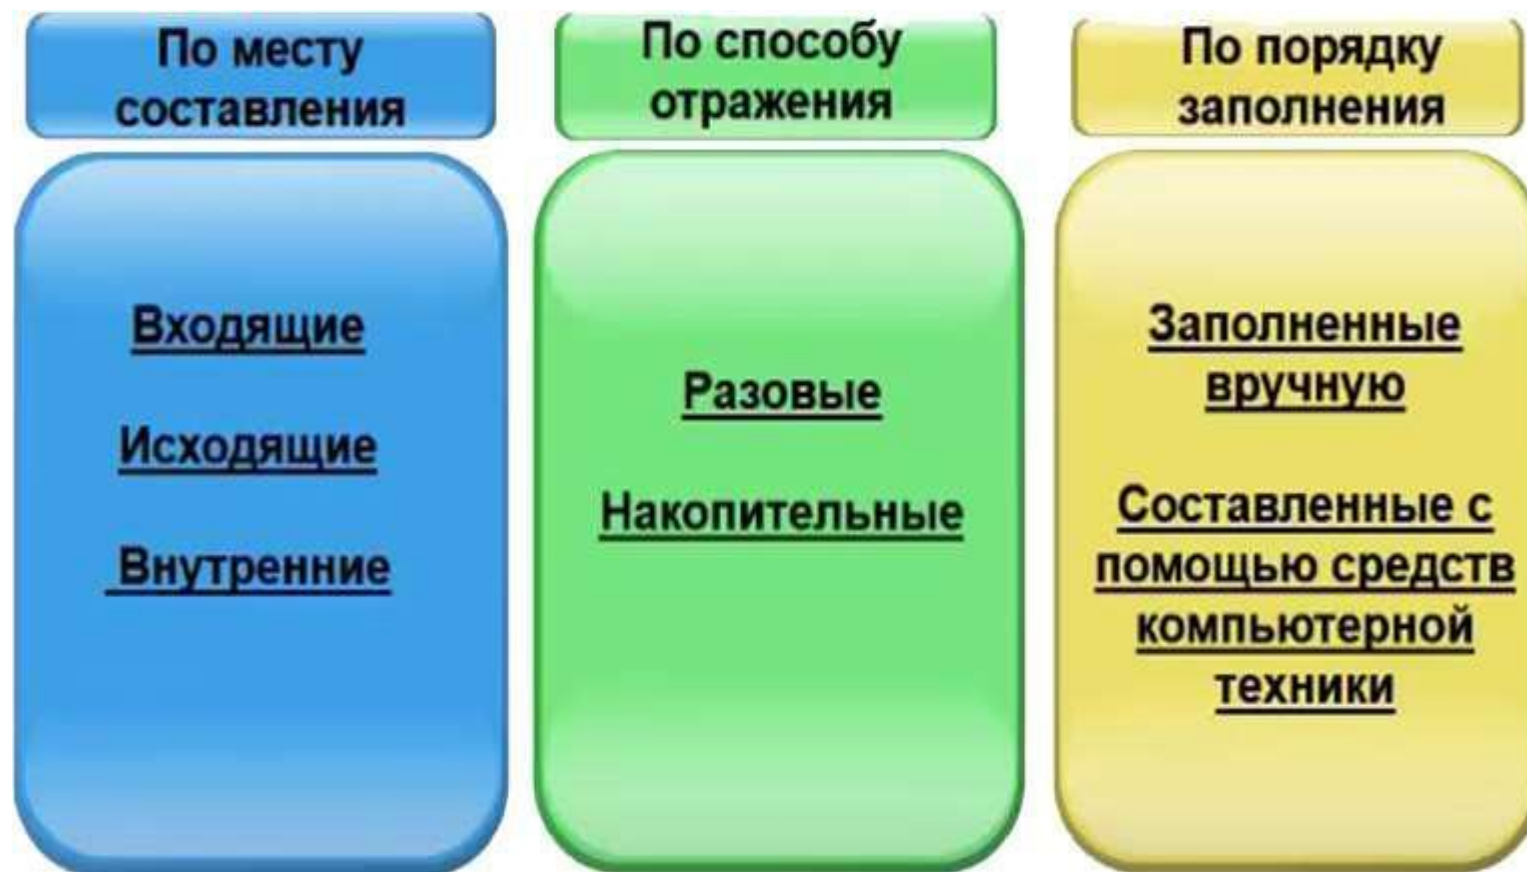 По месту
составления
Входящие
Исходящие
Внутренние
По способу
отражения
Разовые
Накопительные
По порядку
заполнения
Заполненные
вручную
Составленные с
помощью средств
компьютерной
техники